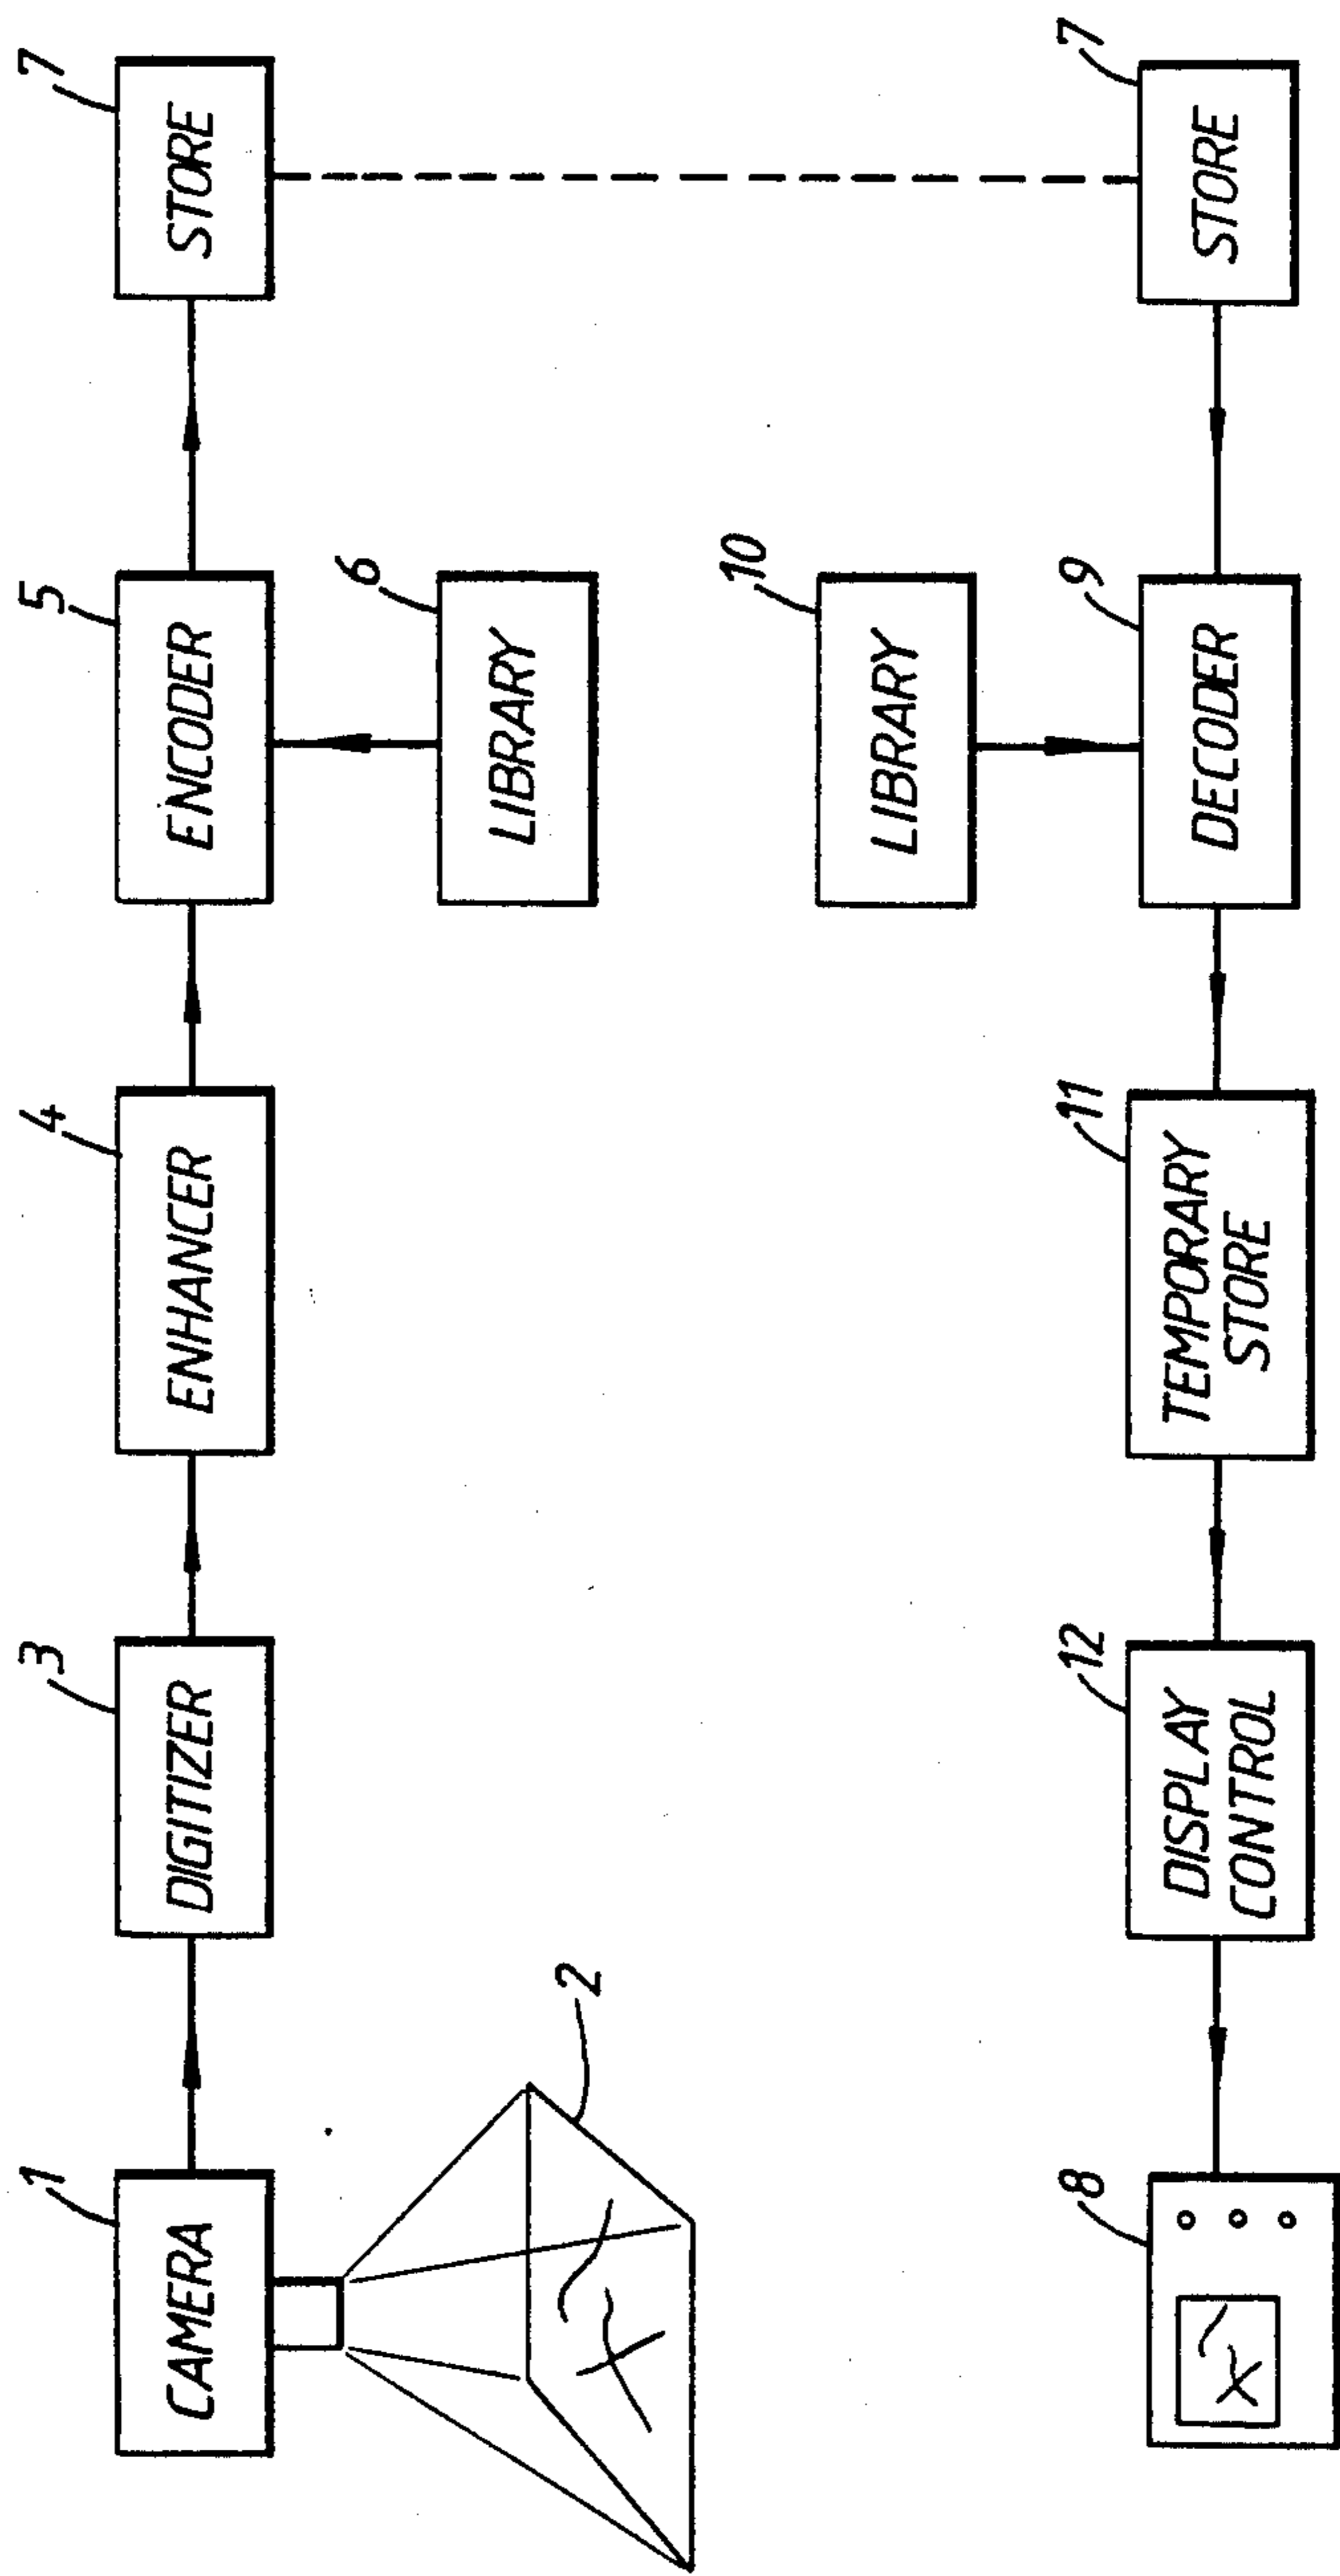 1
CAMERA
2
3
DIGITIZER
4
ENHANCER
5
ENCODER
6
LIBRARY
7
STORE
8
12
DISPLAY
CONTROL
11
TEMPORARY
STORE
10
LIBRARY
9
DECODER
7
STORE